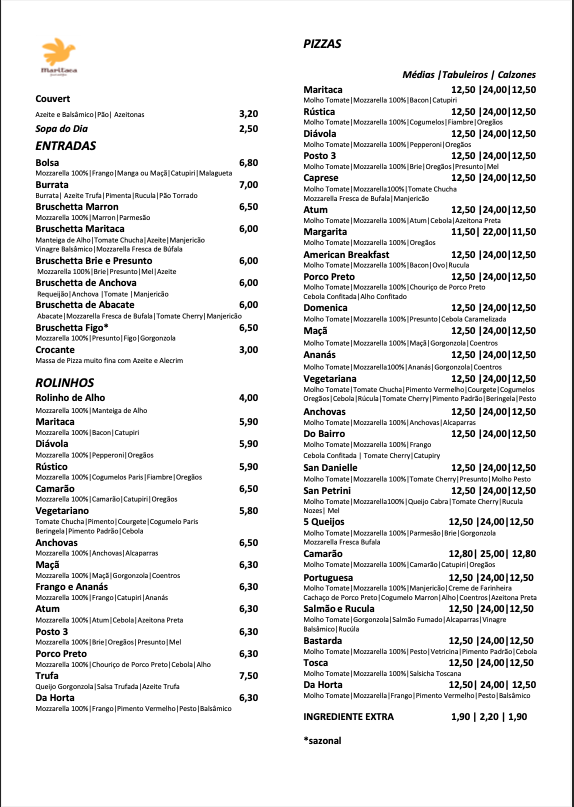 Maritaca
Couvert
Azeite e Balsâmico|Pão| Azeitonas 3,20
Sopa do Dia 2,50
ENTRADAS
Bolsa 6,80
Mozzarella 100%|Frango|Manga ou Maçã|Catupiri|Malagueta
Burrata 7,00
Burrata| Azeite Trufa|Pimenta|Rucula|Pão Torrado
Bruschetta Marron 6,50
Mozzarella 100%|Marron|Parmesão
Bruschetta Maritaca 6,00
Manteiga de Alho|Tomate Chucha|Azeite|Manjericão
Vinagre Balsâmico|Mozzarella Fresca de Búfala
Bruschetta Brie e Presunto 6,00
Mozzarella 100%|Brie|Presunto|Mel|Azeite
Bruschetta de Anchova 6,00
Requeijão|Anchova |Tomate |Manjericão
Bruschetta de Abacate 6,00
Abacate|Mozzarella Fresca de Bufala|Tomate Cherry|Manjericão
Bruschetta Figo* 6,50
Mozzarella 100%|Presunto|Figo|Gorgonzola
Crocante 3,00
Massa de Pizza muito fina com Azeite e Alecrim
ROLINHOS
Rolinho de Alho 4,00
Mozzarella 100%|Manteiga de Alho
Maritaca 5,90
Mozzarella 100%|Bacon|Catupiri
Diávola 5,90
Mozzarella 100%|Pepperoni|Oregãos
Rústico 5,90
Mozzarella 100%|Cogumelos Paris|Fiambre|Oregãos
Camarão 6,50
Mozzarella 100%|Camarão|Catupiri|Oregãos
Vegetariano 5,80
Tomate Chucha|Pimento|Courgete|Cogumelo Paris
Beringela|Pimento Padrão|Cebola
Anchovas 6,50
Mozzarella 100%|Anchovas|Alcaparras
Maçã 6,30
Mozzarella 100%|Maçã|Gorgonzola|Coentros
Frango e Ananás 6,30
Mozzarella 100%|Frango|Catupiri|Ananás
Atum 6,30
Mozzarella 100%|Atum|Cebola|Azeitona Preta
Posto 3 6,30
Mozzarella 100%|Brie|Oregãos|Presunto|Mel
Porco Preto 6,30
Mozzarella 100%|Chouriço de Porco Preto|Cebola|Alho
Trufa 7,50
Queijo Gorgonzola|Salsa Trufada|Azeite Trufa
Da Horta 6,30
Mozzarella 100%|Frango|Pimento Vermelho|Pesto|Balsâmico
PIZZAS
Médias |Tabuleiros | Calzones
Maritaca 12,50 |24,00|12,50
Molho Tomate|Mozzarella 100%|Bacon|Catupiri
Rústica 12,50 |24,00|12,50
Molho Tomate|Mozzarella 100%|Cogumelos|Fiambre|Oregãos
Diávola 12,50 |24,00|12,50
Molho Tomate|Mozzarella 100%|Pepperoni|Oregãos
Posto 3 12,50 |24,00|12,50
Molho Tomate|Mozzarella 100%|Brie|Oregãos|Presunto|Mel
Caprese 12,50 |24,00|12,50
Molho Tomate|Mozzarella100%|Tomate Chucha
Mozzarella Fresca de Bufala|Manjericão
Atum 12,50 |24,00|12,50
Molho Tomate|Mozzarella 100%|Atum|Cebola|Azeitona Preta
Margarita 11,50| 22,00|11,50
Molho Tomate|Mozzarella 100%|Oregãos
American Breakfast 12,50 |24,00|12,50
Molho Tomate|Mozzarella 100%|Bacon|Ovo|Rucula
Porco Preto 12,50 |24,00|12,50
Molho Tomate|Mozzarella 100%|Chouriço de Porco Preto
Cebola Confitada|Alho Confitado
Domenica 12,50 |24,00|12,50
Molho Tomate|Mozzarella 100%|Presunto|Cebola Caramelizada
Maçã 12,50 |24,00|12,50
Molho Tomate|Mozzarella 100%|Maçã|Gorgonzola|Coentros
Ananás 12,50 |24,00|12,50
Molho Tomate|Mozzarella100%|Ananás|Gorgonzola|Coentros
Vegetariana 12,50 |24,00|12,50
Molho Tomate|Tomate Chucha|Pimento Vermelho|Courgete|Cogumelos
Oregãos|Cebola|Rúcula|Tomate Cherry|Pimento Padrão|Beringela|Pesto
Anchovas 12,50 |24,00|12,50
Molho Tomate|Mozzarella 100%|Anchovas|Alcaparras
Do Bairro 12,50 |24,00|12,50
Molho Tomate|Mozzarella 100%|Frango
Cebola Confitada | Tomate Cherry|Catupiry
San Danielle 12,50 |24,00|12,50
Molho Tomate|Mozzarella 100%|Tomate Cherry|Presunto|Molho Pesto
San Petrini 12,50 |24,00|12,50
Molho Tomate|Mozzarella100%|Queijo Cabra|Tomate Cherry|Rucula
Nozes| Mel
5 Queijos 12,50 |24,00|12,50
Molho Tomate|Mozzarella 100%|Parmesão|Brie|Gorgonzola
Mozzarella Fresca Bufala
Camarão 12,80| 25,00| 12,80
Molho Tomate|Mozzarella 100%|Camarão|Catupiri|Oregãos
Portuguesa 12,50 |24,00|12,50
Molho Tomate|Mozzarella 100%|Manjericão|Creme de Farinheira
Cachaço de Porco Preto|Cogumelo Marron|Alho|Coentros|Azeitona Preta
Salmão e Rucula 12,50 |24,00|12,50
Molho Tomate|Gorgonzola|Salmão Fumado|Alcaparras|Vinagre
Balsâmico|Rucúla
Bastarda 12,50 |24,00|12,50
Molho Tomate|Mozzarella 100%|Pesto|Vetricina|Pimento Padrão|Cebola
Tosca 12,50 |24,00|12,50
Molho Tomate|Mozzarella 100%|Salsicha Toscana
Da Horta 12,50| 24,00| 12,50
Molho Tomate|Mozzarella|Frango|Pimento Vermelho|Pesto|Balsâmico
INGREDIENTE EXTRA 1,90 | 2,20 | 1,90
*sazonal